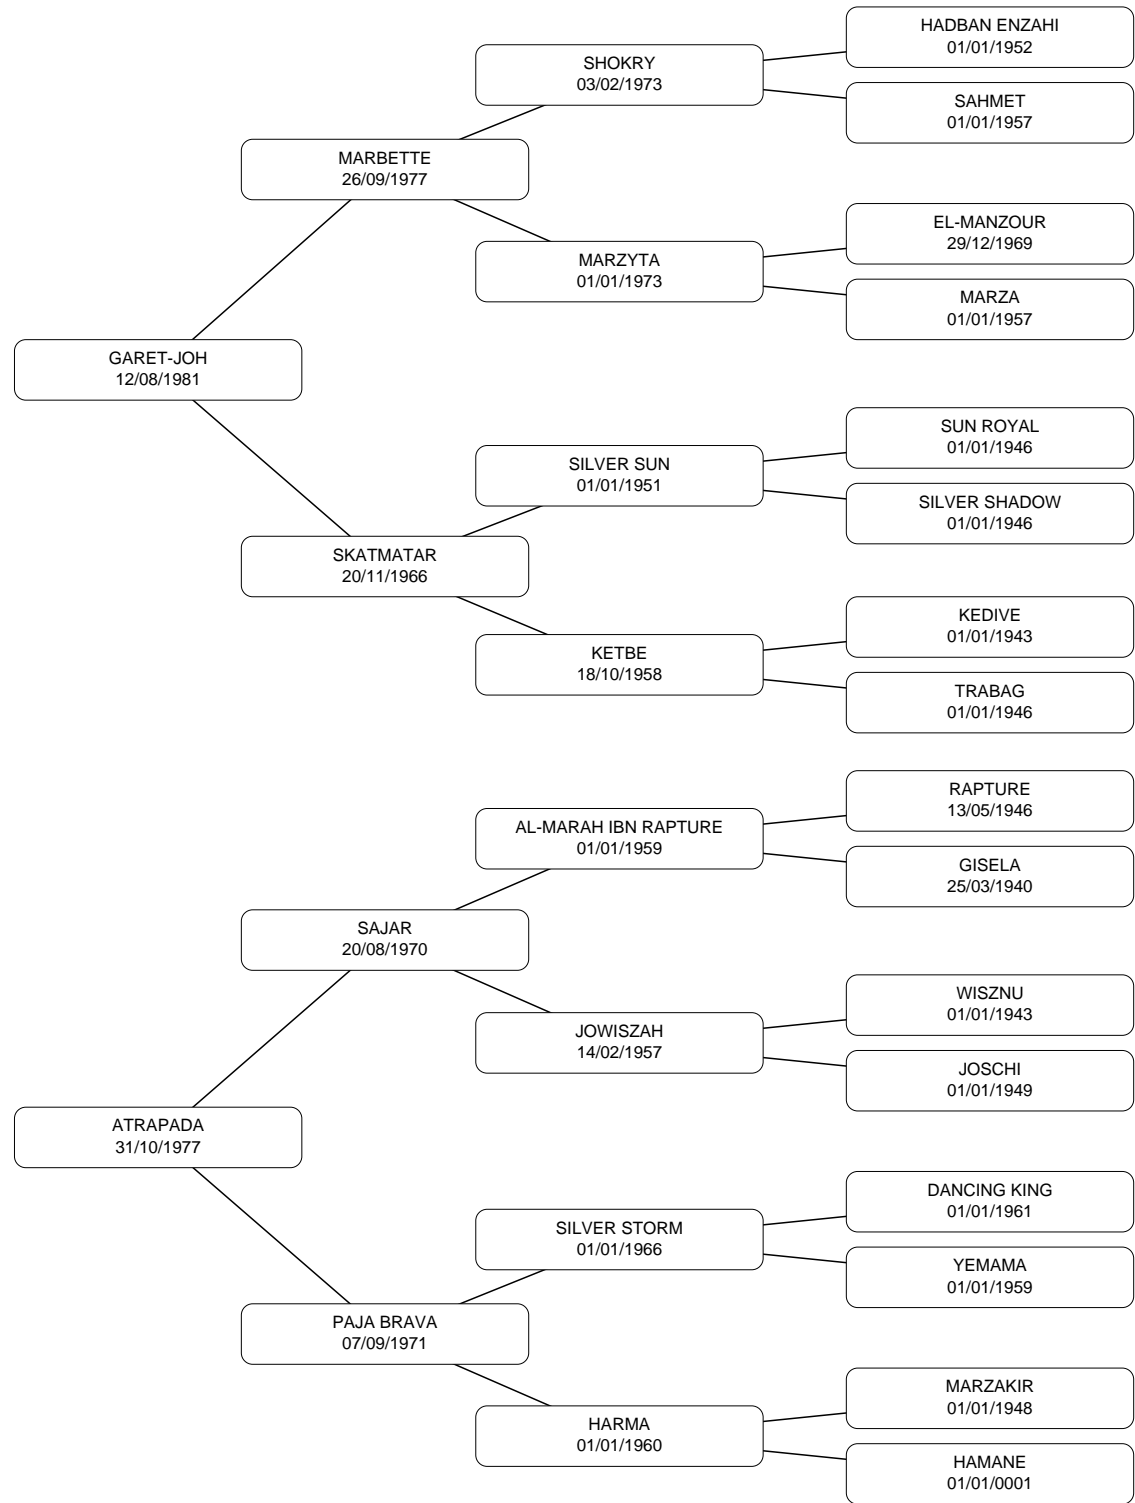 HADBAN ENZAHI
01/01/1952
SHOKRY
03/02/1973
SAHMET
01/01/1957
MARBETTE
26/09/1977
EL-MANZOUR
29/12/1969
MARZYTA
01/01/1973
MARZA
01/01/1957
GARET-JOH
12/08/1981
SUN ROYAL
01/01/1946
SILVER SUN
01/01/1951
SILVER SHADOW
01/01/1946
SKATMATAR
20/11/1966
KEDIVE
01/01/1943
KETBE
18/10/1958
TRABAG
01/01/1946
RAPTURE
13/05/1946
AL-MARAH IBN RAPTURE
01/01/1959
GISELA
25/03/1940
SAJAR
20/08/1970
WISZNU
01/01/1943
JOWISZAH
14/02/1957
JOSCHI
01/01/1949
ATRAPADA
31/10/1977
DANCING KING
01/01/1961
SILVER STORM
01/01/1966
YEMAMA
01/01/1959
PAJA BRAVA
07/09/1971
MARZAKIR
01/01/1948
HARMA
01/01/1960
HAMANE
01/01/0001